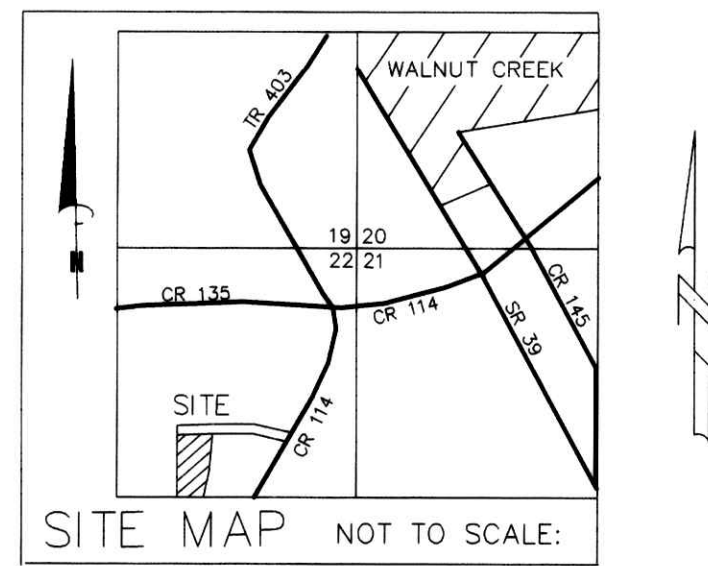 WALNUT CREEK
TR 403
19 20
22 21
N
CR 135
CR 114
CR 145
SR 39
SITE
CR 114
SITE MAP NOT TO SCALE: